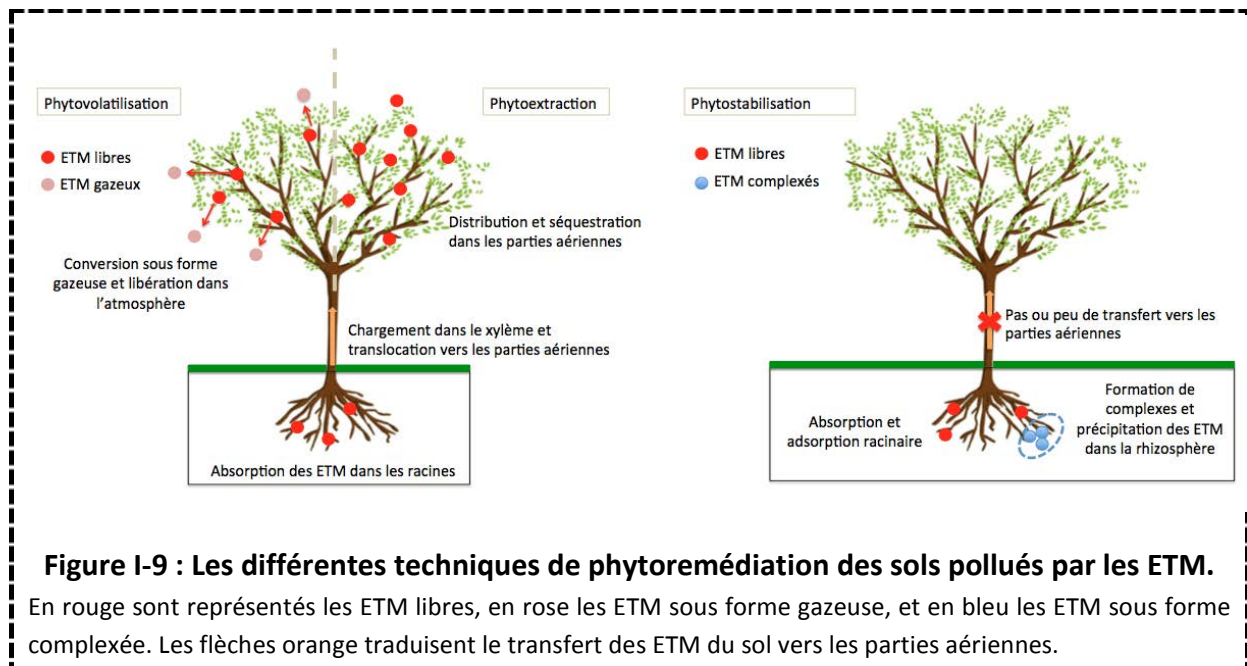 Phytovolatilisation
Phytoextraction
ETM libres
ETM gazeux
Distribution et séquestration
dans les parties aériennes
Conversion sous forme
gazeuse et libération dans
l'atmosphère
Chargement dans le xylème et
translocation vers les parties aériennes
Absorption des ETM dans les racines
Phytostabilisation
ETM libres
ETM complexés
Pas ou peu de transfert vers les
parties aériennes
Absorption et
adsorption racinaire
Formation de
complexes et
précipitation des ETM
dans la rhizosphère
Figure I-9 : Les différentes techniques de phytoremédiation des sols pollués par les ETM.
En rouge sont représentés les ETM libres, en rose les ETM sous forme gazeuse, et en bleu les ETM sous forme
complexée. Les flèches orange traduisent le transfert des ETM du sol vers les parties aériennes.